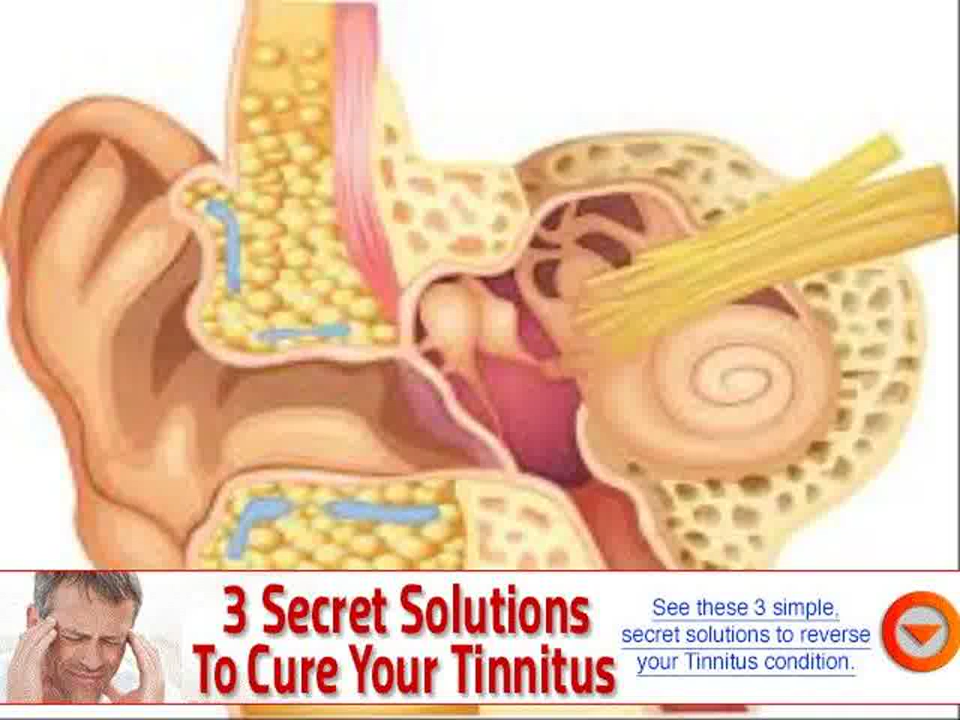 3 Secret Solutions
To Cure Your Tinnitus
See these 3 simple,
secret solutions to reverse
your Tinnitus condition.